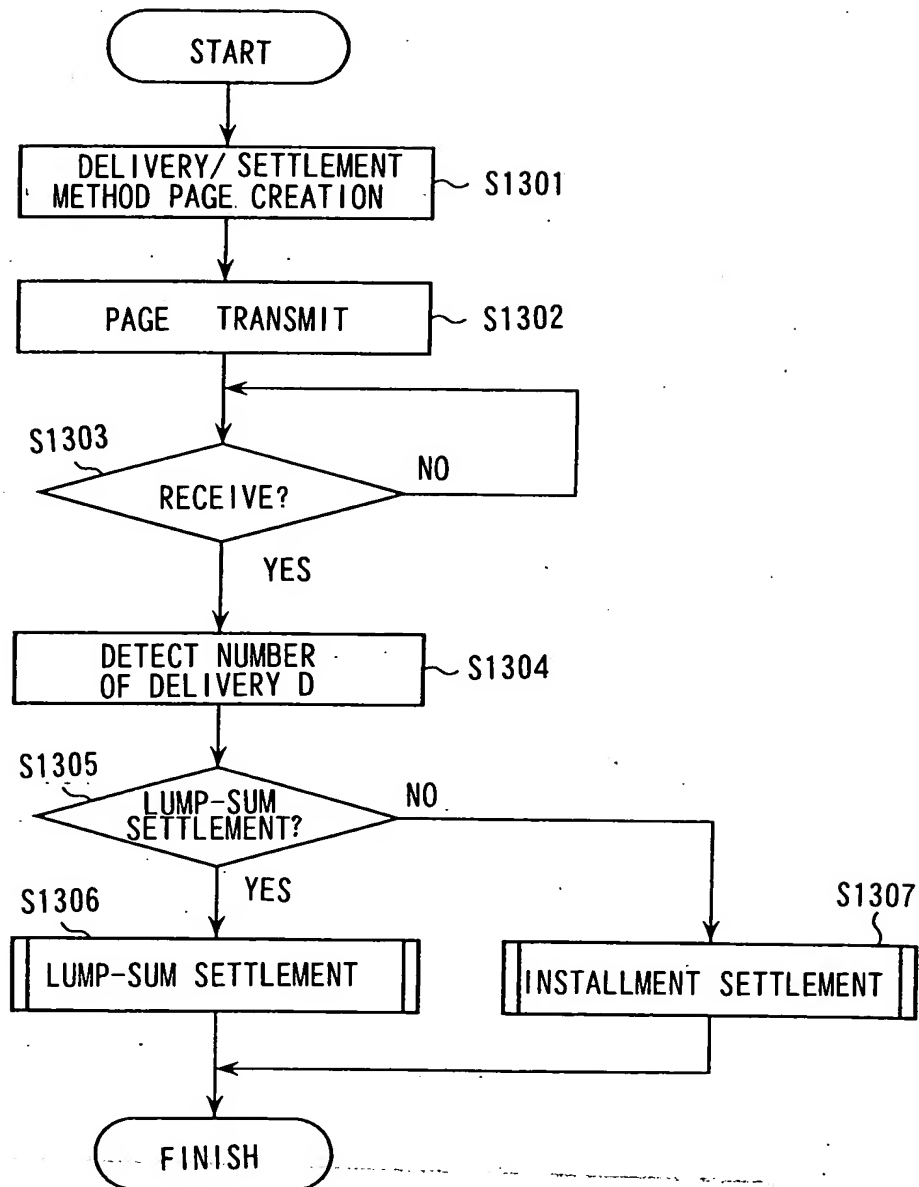 START
DELIVERY/ SETTLEMENT
METHOD PAGE CREATION
S1301
PAGE TRANSMIT
S1302
S1303
RECEIVE?
NO
YES
DETECT NUMBER
OF DELIVERY D
S1304
S1305
LUMP-SUM
SETTLEMENT?
NO
YES
S1306
LUMP-SUM SETTLEMENT
S1307
INSTALLMENT SETTLEMENT
FINISH